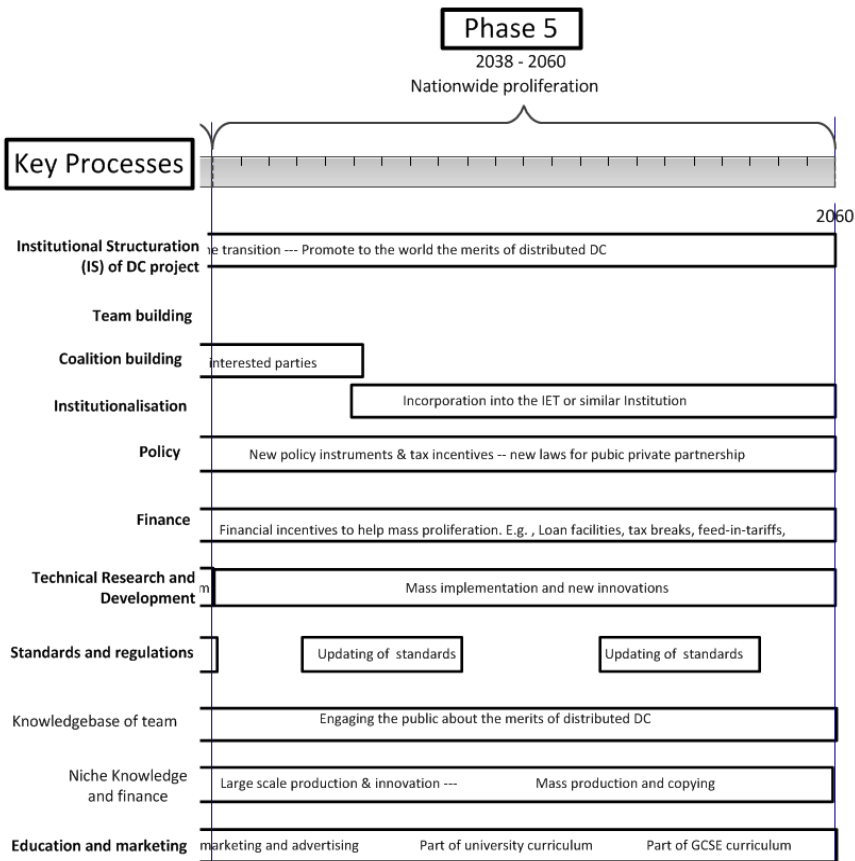 Phase 5
2038 - 2060
Nationwide proliferation
Key Processes
2060
Institutional Structuration
(IS) of DC project
e transition --- Promote to the world the merits of distributed DC
Team building
Coalition building
interested parties
Institutionalisation
Incorporation into the IET or similar Institution
Policy
New policy instruments & tax incentives -- new laws for pubic private partnership
Finance
Financial incentives to help mass proliferation. E.g. , Loan facilities, tax breaks, feed-in-tariffs,
Technical Research and
Development
m
Mass implementation and new innovations
Standards and regulations
Updating of standards
Updating of standards
Knowledgebase of team
Engaging the public about the merits of distributed DC
Niche Knowledge
and finance
Large scale production & innovation ---
Mass production and copying
Education and marketing
marketing and advertising
Part of university curriculum
Part of GCSE curriculum